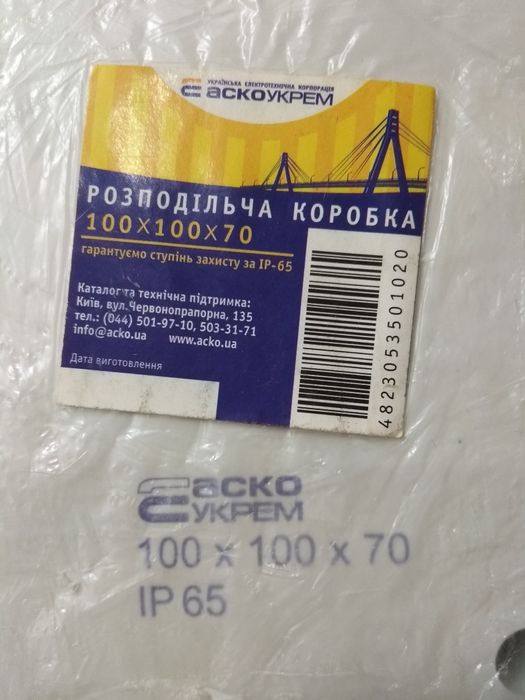 УКРАЇНСЬКА ЕЛЕКТРОТЕХНІЧНА КОРПОРАЦІЯ
АСКОУКРЕМ
РОЗПОДІЛЬЧА КОРОБКА
100X100X70
гарантуємо ступінь захисту за IP-65
Каталог та технічна підтримка:
Київ, вул.Червонопрапорна, 135
тел.: (044) 501-97-10, 503-31-71
info@acko.ua www.acko.ua
Дата виготовлення
4823053501020
аско
УКРЕМ
100 x 100 x 70
IP 65